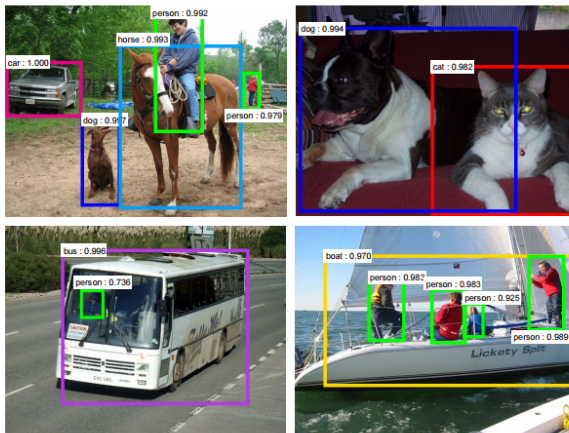 person : 0.992
horse : 0.993
car : 1.000
dog : 0.997
person : 0.979
dog : 0.994
cat : 0.982
bus : 0.996
person : 0.736
CAUTION
boat : 0.970
person : 0.983
person : 0.983
person : 0.925
person : 0.989
Lickety Split